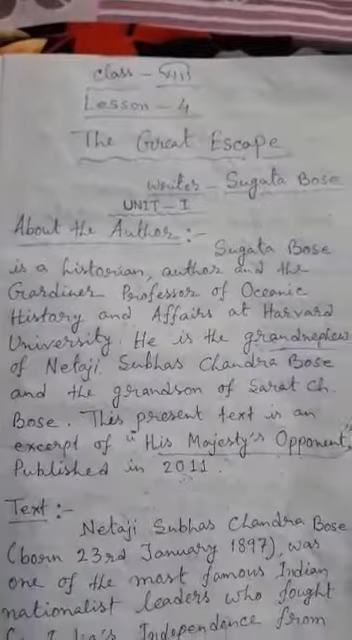 Class - VIII
Lesson - 4
The Great Escape
Writer - Sugata Bose
UNIT - I
About the Author :-
Sugata Bose
is a historian, author and the
Gardiner Professor of Oceanic
History and Affairs at Harvard
University. He is the grandnephew
of Netaji Subhas Chandra Bose
and the grandson of Sarat Ch.
Bose. This present text is an
excerpt of "His Majesty's Opponent,
Published in 2011.
Text :-
Netaji Subhas Chandra Bose
(born 23rd January 1897), was
one of the most famous Indian
nationalist leaders who fought
Independence from